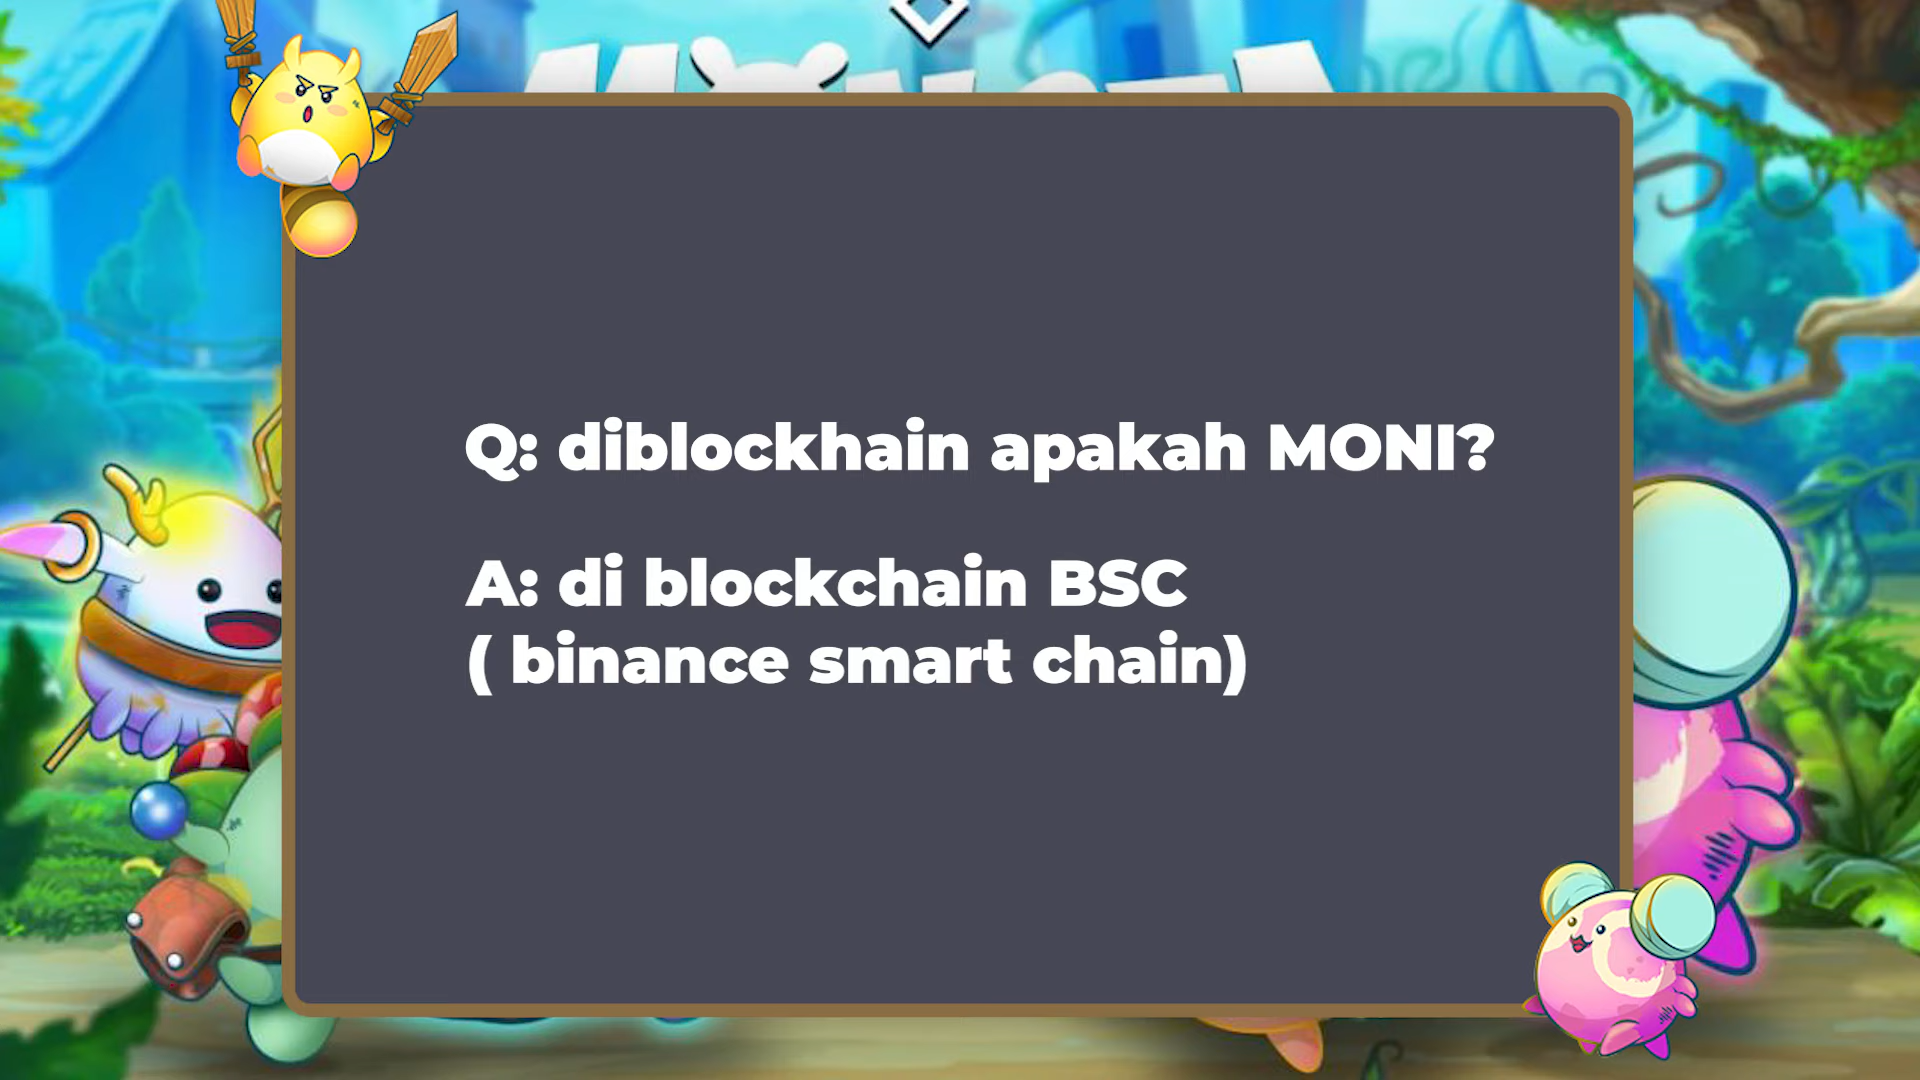 Q: diblockhain apakah MONI?
A: di blockchain BSC
( binance smart chain)